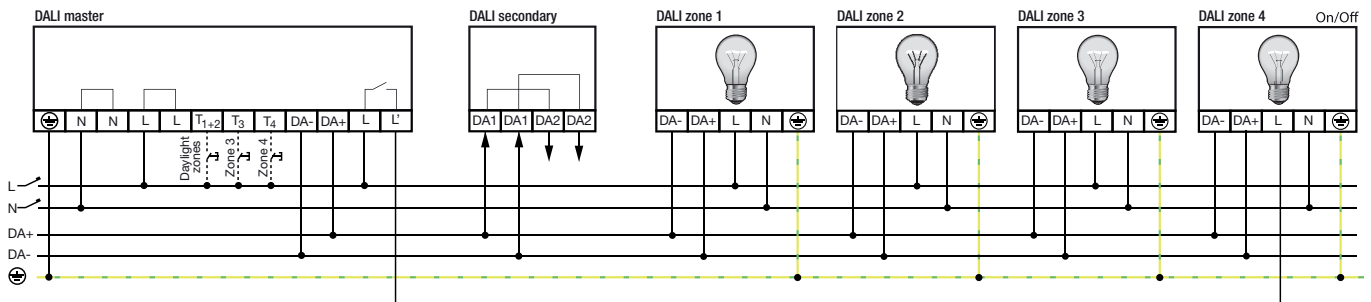 DALI master
DALI secondary
DALI zone 1
DALI zone 2
DALI zone 3
DALI zone 4
On/Off
N N L L T1+2 T3 T4 DA- DA+ L L'
DA1 DA1 DA2 DA2
DA- DA+ L N
DA- DA+ L N
DA- DA+ L N
DA- DA+ L N
Daylight
zones
Zone 3
Zone 4
L
N
DA+
DA-